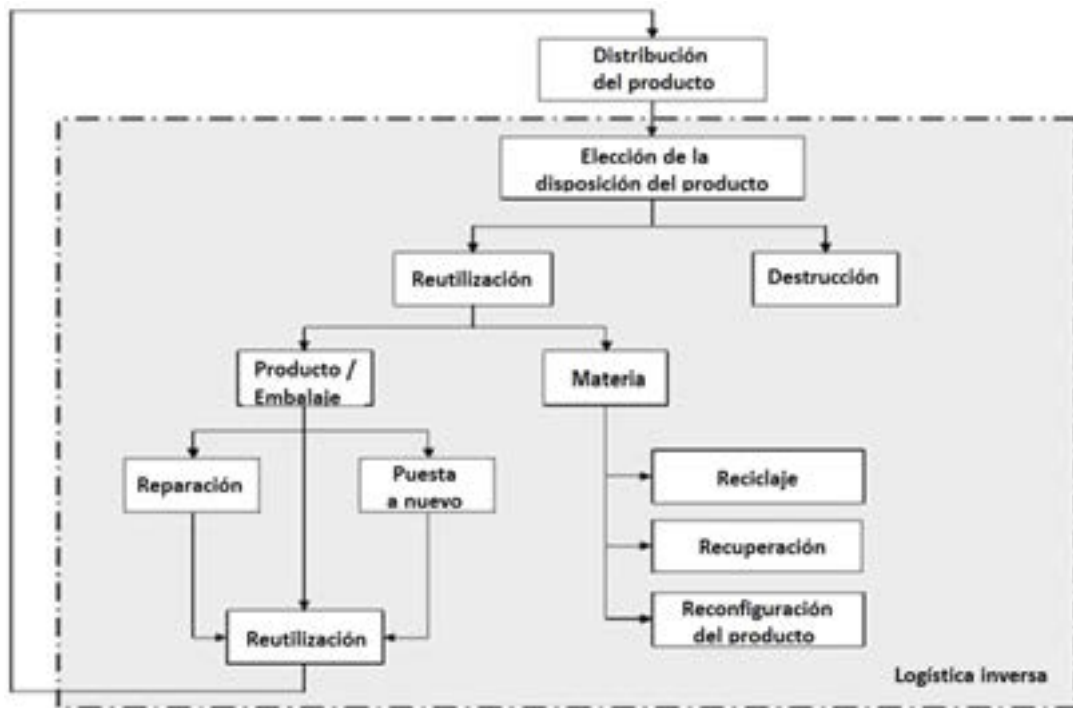 Distribución
del producto
Elección de la
disposición del producto
Reutilización
Destrucción
Producto /
Embalaje
Materia
Reparación
Puesta
a nuevo
Reciclaje
Recuperación
Reutilización
Reconfiguración
del producto
Logística inversa